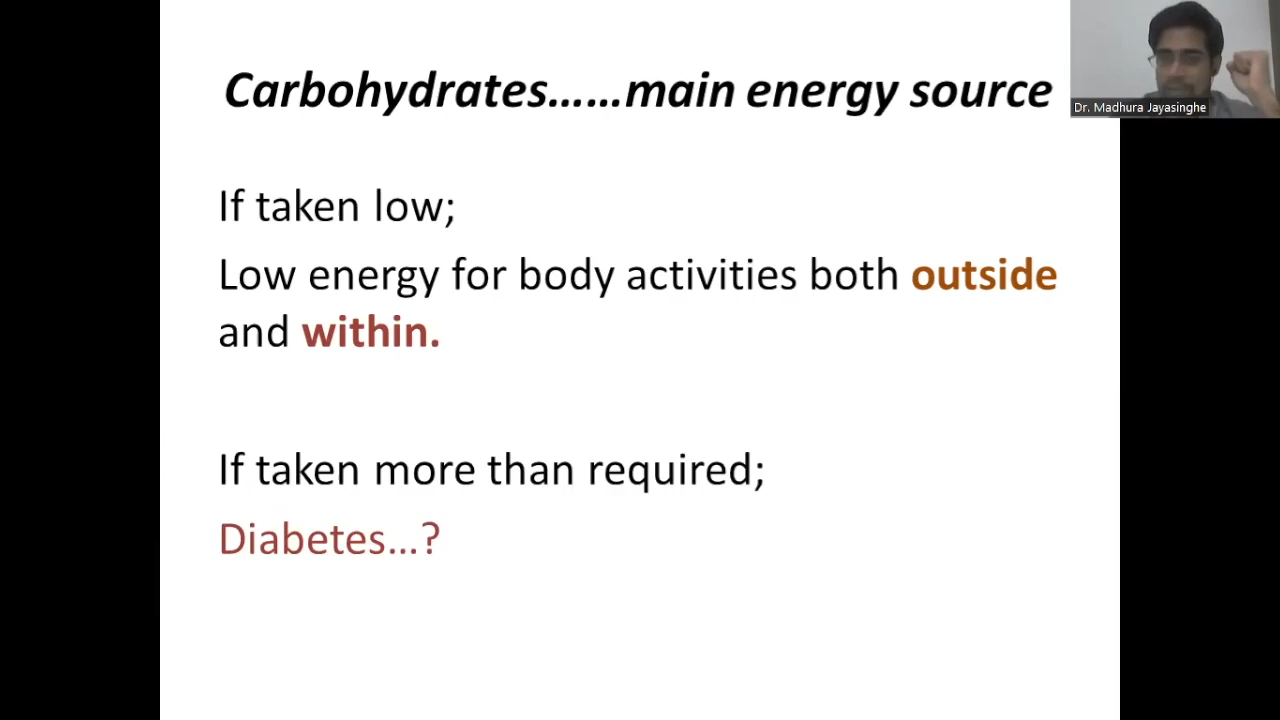 Carbohydrates……main energy source
Dr. Madhura Jayasinghe
If taken low;
Low energy for body activities both outside
and within.
If taken more than required;
Diabetes…?